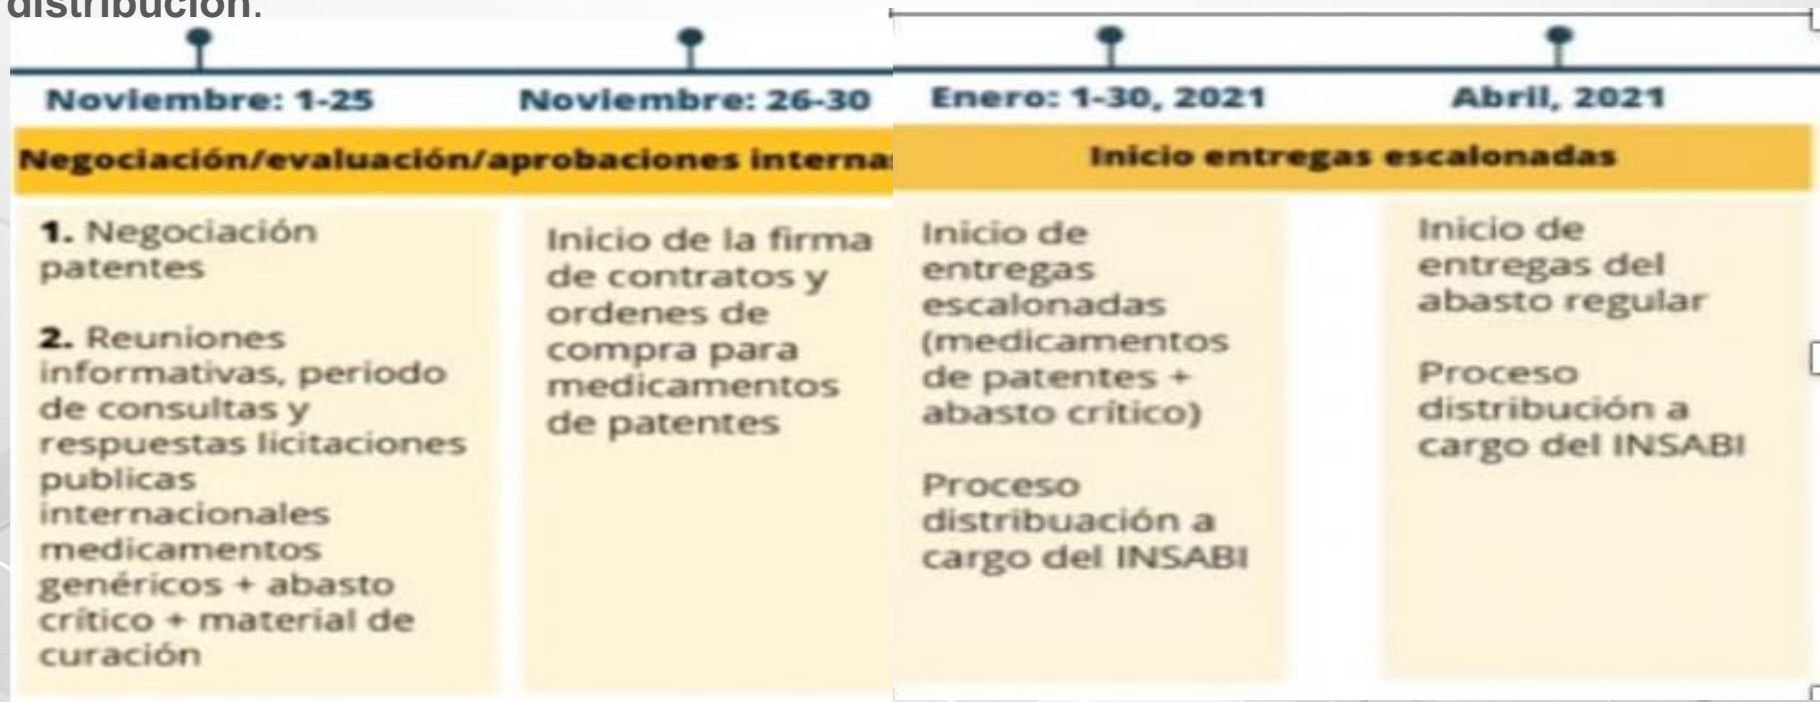 distribución.
Noviembre: 1-25
Noviembre: 26-30
Enero: 1-30, 2021
Abril, 2021
Negociación/evaluación/aprobaciones internas
Inicio entregas escalonadas
1. Negociación
patentes
2. Reuniones
informativas, periodo
de consultas y
respuestas licitaciones
publicas
internacionales
medicamentos
genéricos + abasto
crítico + material de
curación
Inicio de la firma
de contratos y
ordenes de
compra para
medicamentos
de patentes
Inicio de
entregas
escalonadas
(medicamentos
de patentes +
abasto crítico)
Proceso
distribuación a
cargo del INSABI
Inicio de
entregas del
abasto regular
Proceso
distribución a
cargo del INSABI